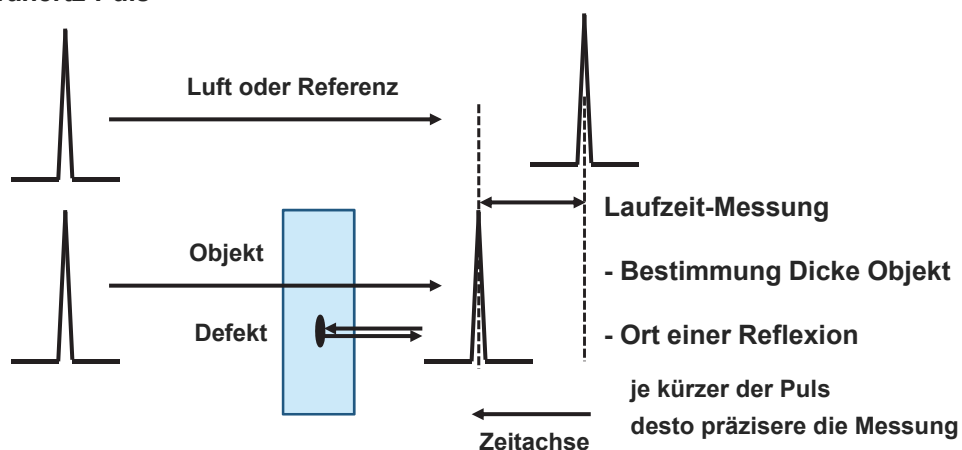 Luft oder Referenz
Laufzeit-Messung
Objekt
- Bestimmung Dicke Objekt
Defekt
- Ort einer Reflexion
je kürzer der Puls
desto präzisere die Messung
Zeitachse